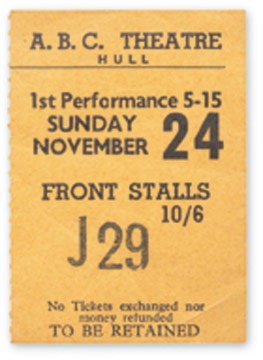 A.B.C. THEATRE
HULL
1st Performance 5-15
SUNDAY
NOVEMBER 24
FRONT STALLS
10/6
J29
No Tickets exchanged nor
money refunded
TO BE RETAINED